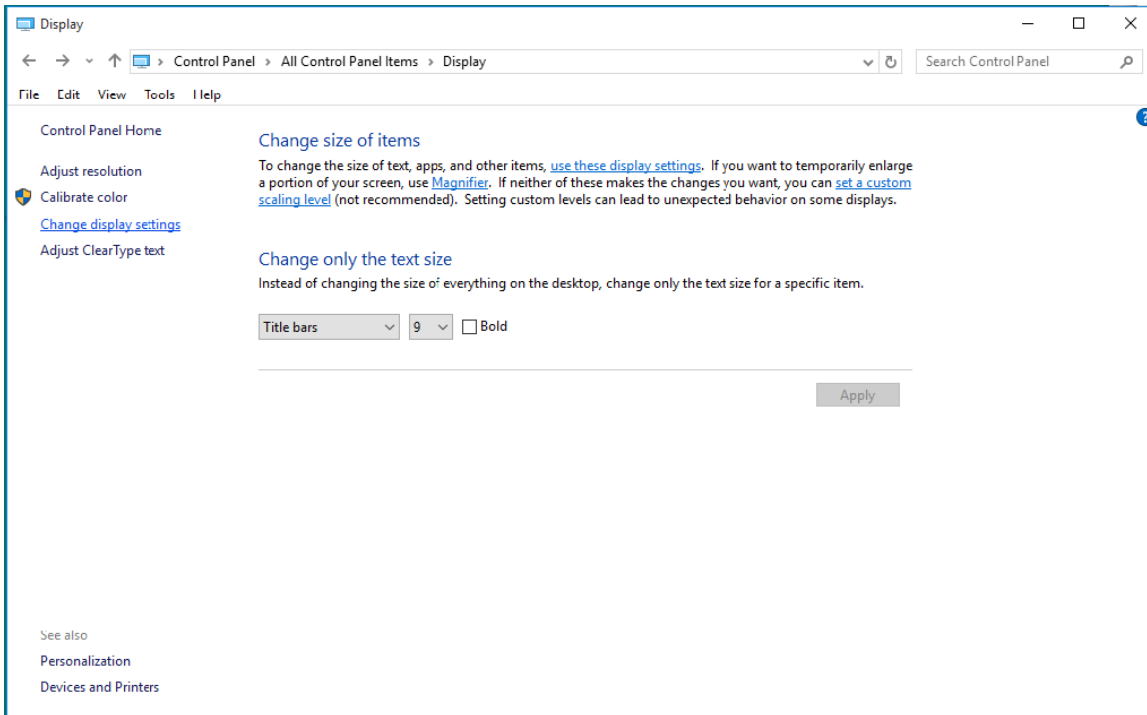 Display
Control Panel > All Control Panel Items > Display
Search Control Panel
File Edit View Tools Help
Control Panel Home
Adjust resolution
Calibrate color
Change display settings
Adjust ClearType text
Change size of items
To change the size of text, apps, and other items, use these display settings. If you want to temporarily enlarge
a portion of your screen, use Magnifier. If neither of these makes the changes you want, you can set a custom
scaling level (not recommended). Setting custom levels can lead to unexpected behavior on some displays.
Change only the text size
Instead of changing the size of everything on the desktop, change only the text size for a specific item.
Title bars 9 Bold
Apply
See also
Personalization
Devices and Printers